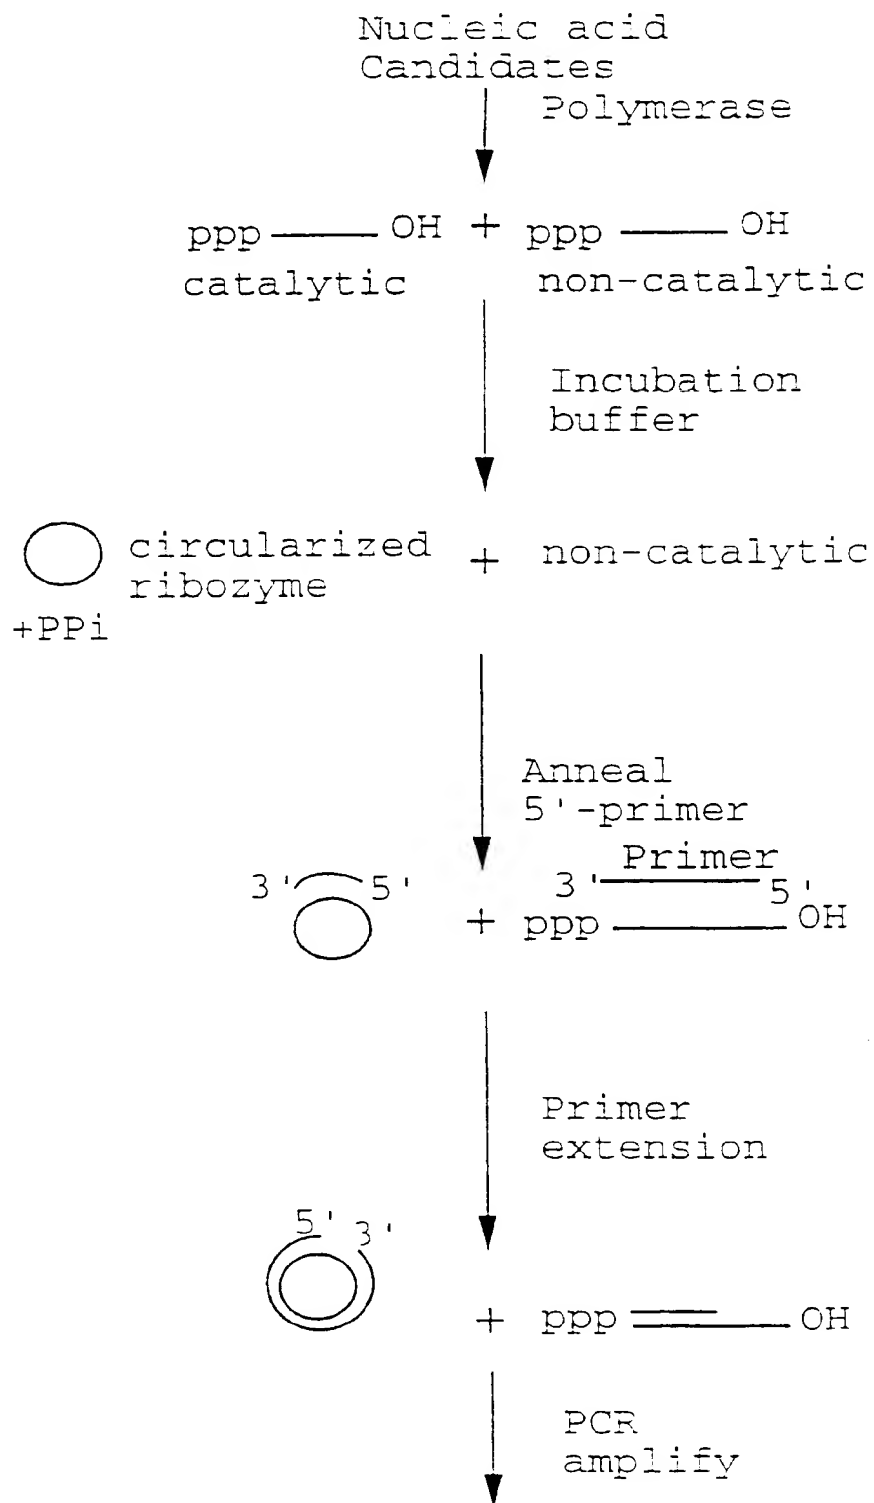 Nucleic acid
Candidates
Polymerase
ppp OH + ppp OH
catalytic non-catalytic
Incubation
buffer
circularized + non-catalytic
ribozyme
+PPi
Anneal
5'-primer
Primer
3' 5' 3' 5'
+ ppp OH
Primer
extension
5' 3'
+ ppp OH
PCR
amplify